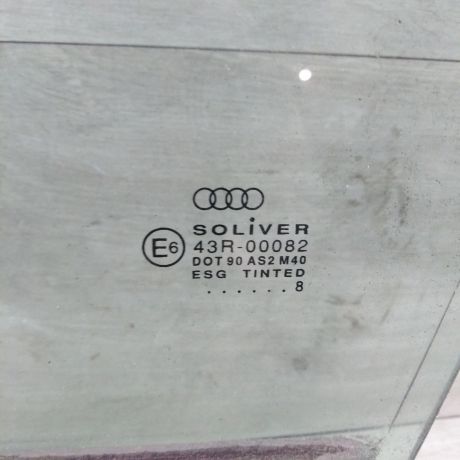 SOLiVER
E6 43R-00082
DOT 90 AS2 M40
ESG TINTED
. . . . . . 8